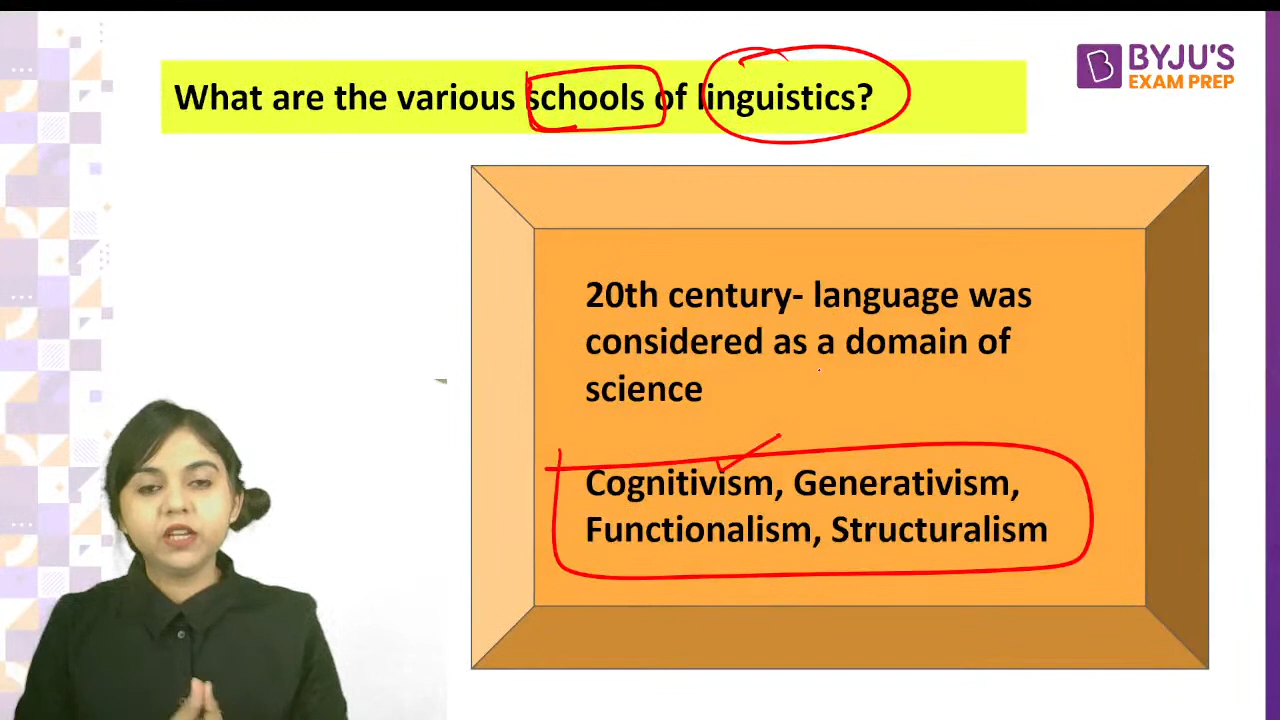 What are the various schools of linguistics?
BYJU'S
EXAM PREP
20th century- language was
considered as a domain of
science
Cognitivism, Generativism,
Functionalism, Structuralism